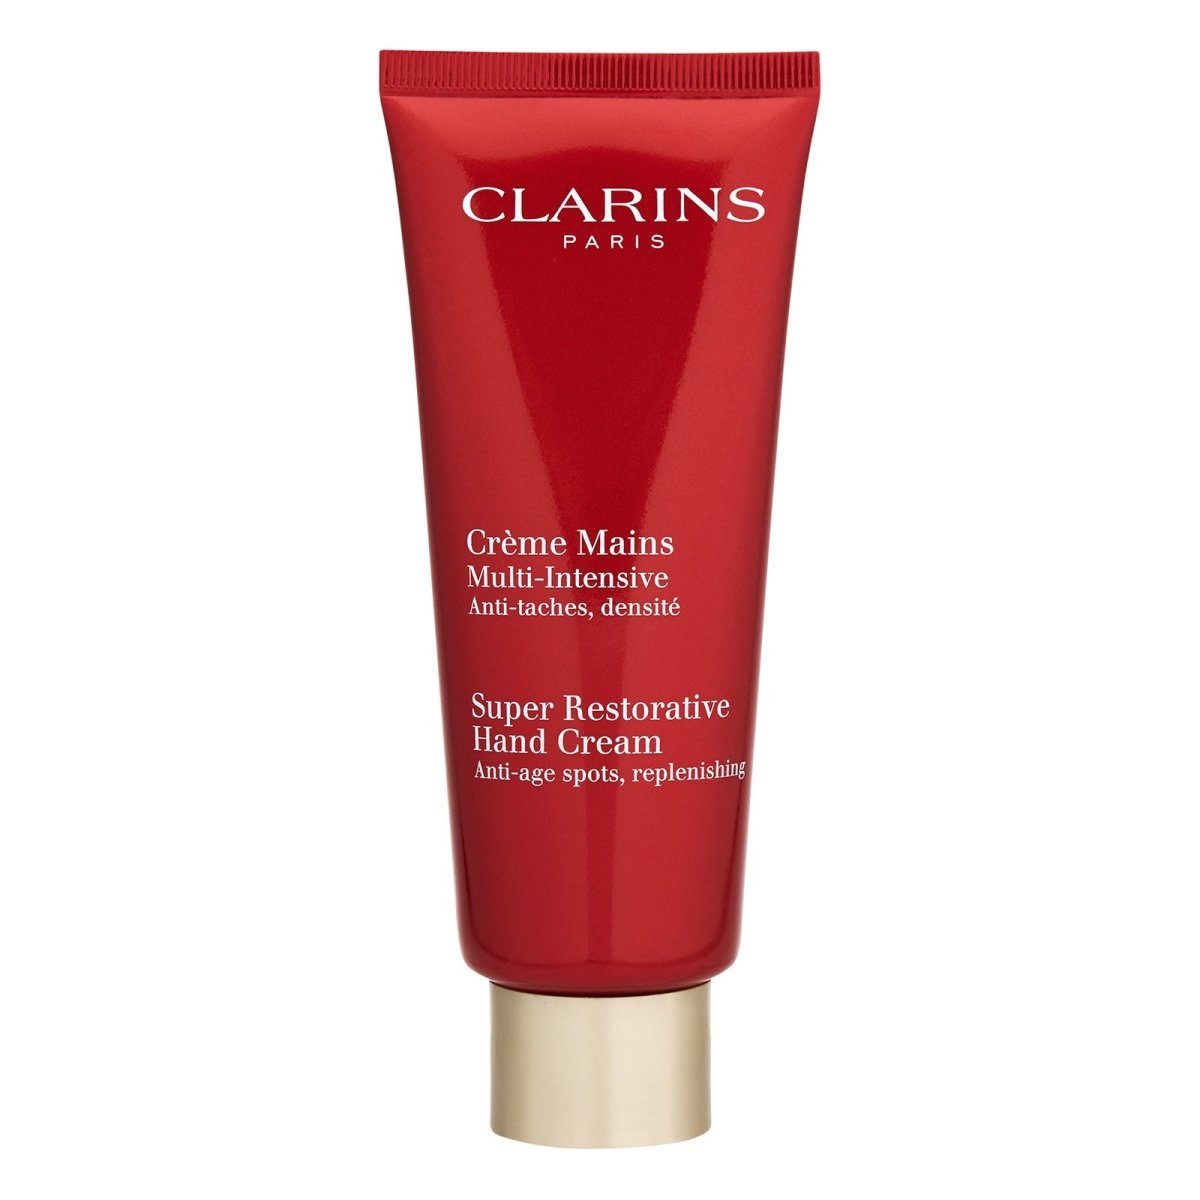 CLARINS
PARIS
Crème Mains
Multi-Intensive
Anti-taches, densité
Super Restorative
Hand Cream
Anti-age spots, replenishing